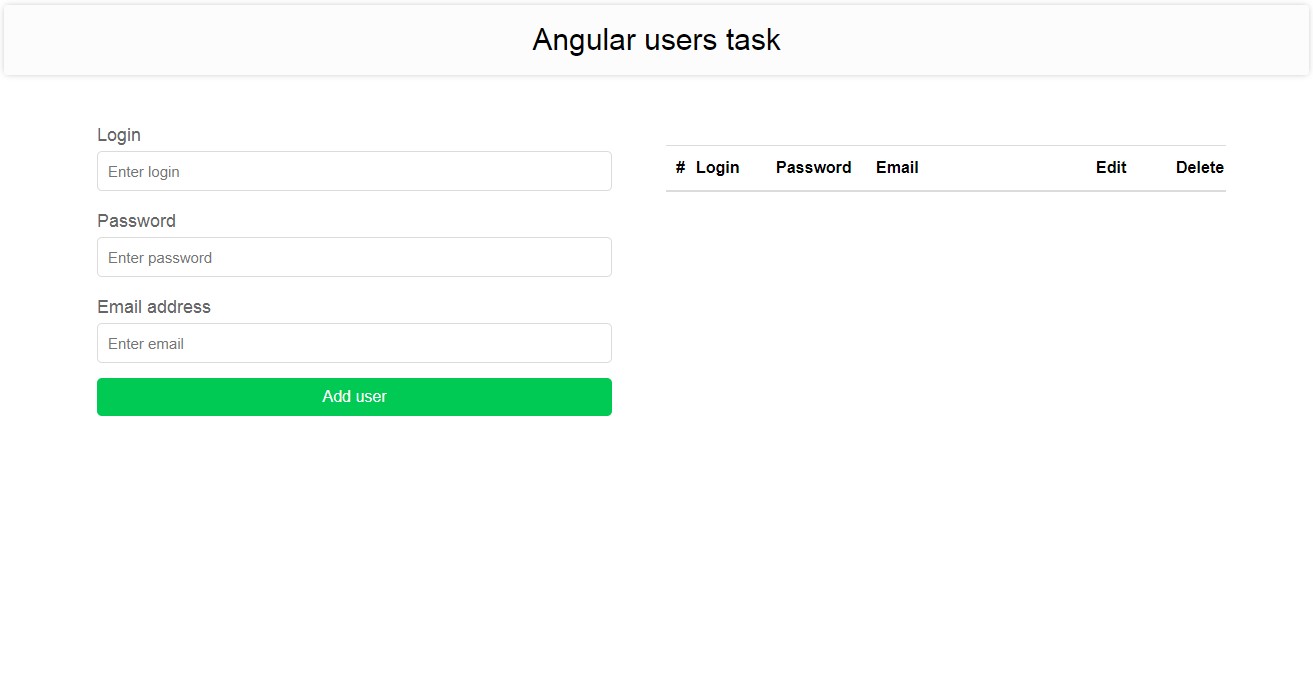 Angular users task
Login
Enter login
Password
Enter password
Email address
Enter email
Add user
# Login Password Email Edit Delete